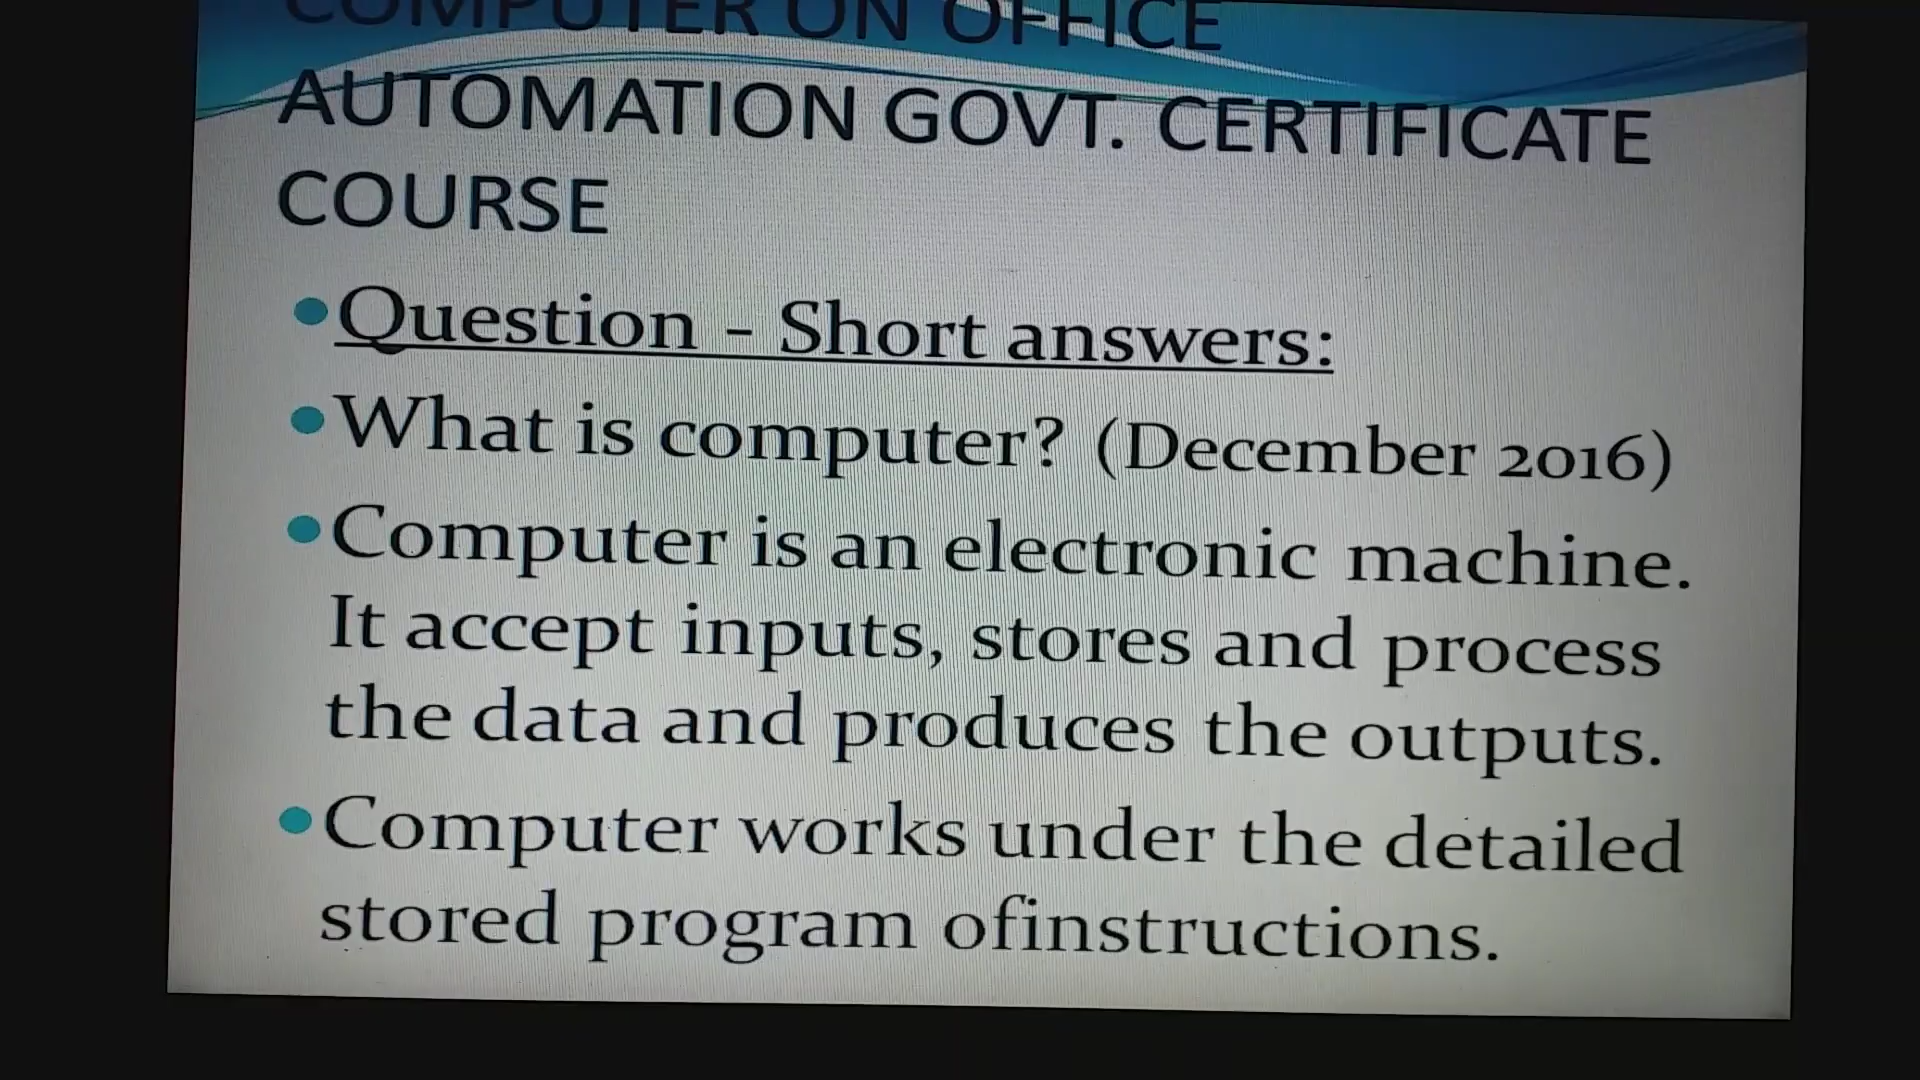 COMPUTER ON OFFICE
AUTOMATION GOVT. CERTIFICATE
COURSE
Question - Short answers:
What is computer? (December 2016)
Computer is an electronic machine.
It accept inputs, stores and process
the data and produces the outputs.
Computer works under the detailed
stored program ofinstructions.